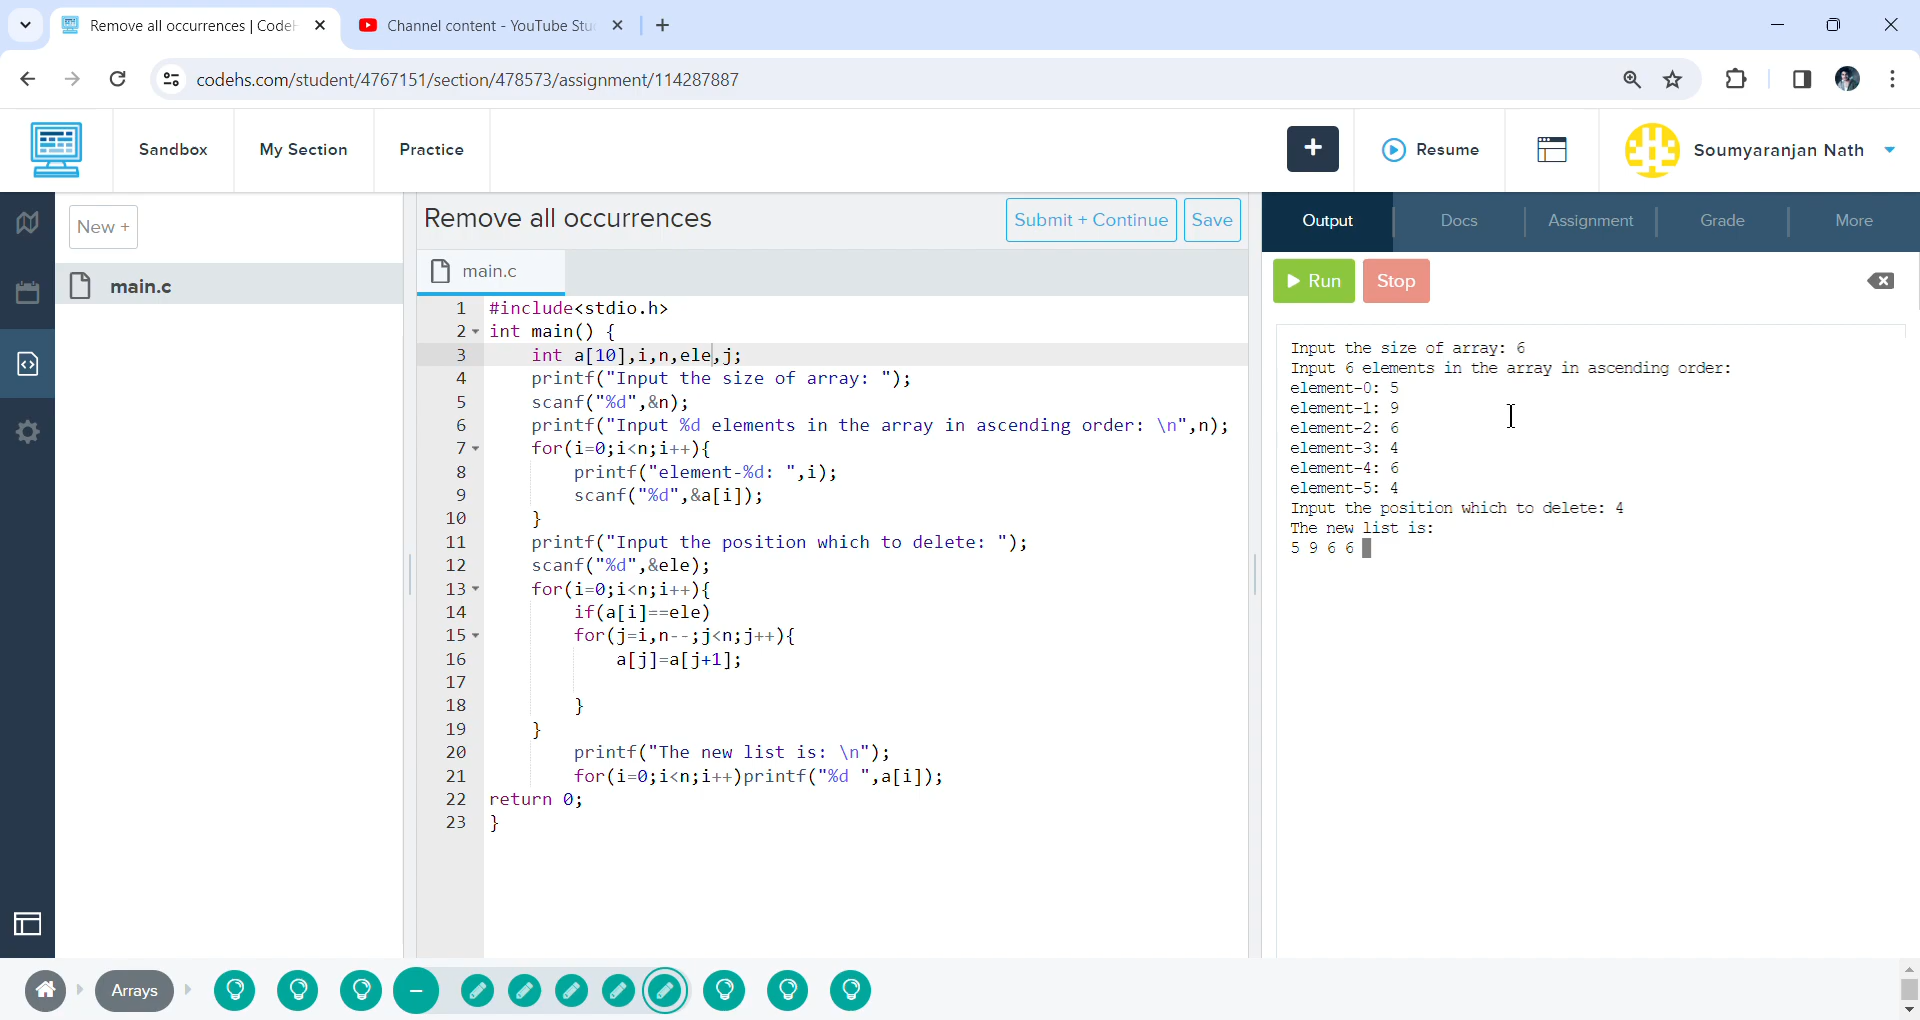 Remove all occurrences | CodeH
Channel content - YouTube Stu
codehs.com/student/4767151/section/478573/assignment/114287887
Sandbox
My Section
Practice
+
Resume
Soumyaranjan Nath
New +
main.c
Remove all occurrences
Submit + Continue
Save
main.c
1 #include<stdio.h>
2 int main() {
3 int a[10],i,n,ele,j;
4 printf("Input the size of array: ");
5 scanf("%d",&n);
6 printf("Input %d elements in the array in ascending order: \n",n);
7 for(i=0;i<n;i++){
8 printf("element-%d: ",i);
9 scanf("%d",&a[i]);
10 }
11 printf("Input the position which to delete: ");
12 scanf("%d",&ele);
13 for(i=0;i<n;i++){
14 if(a[i]==ele)
15 for(j=i,n--;j<n;j++){
16 a[j]=a[j+1];
17
18 }
19 }
20 printf("The new list is: \n");
21 for(i=0;i<n;i++)printf("%d ",a[i]);
22 return 0;
23 }
Output
Docs
Assignment
Grade
More
Run
Stop
Input the size of array: 6
Input 6 elements in the array in ascending order:
element-0: 5
element-1: 9
element-2: 6
element-3: 4
element-4: 6
element-5: 4
Input the position which to delete: 4
The new list is:
5 9 6 6
Arrays